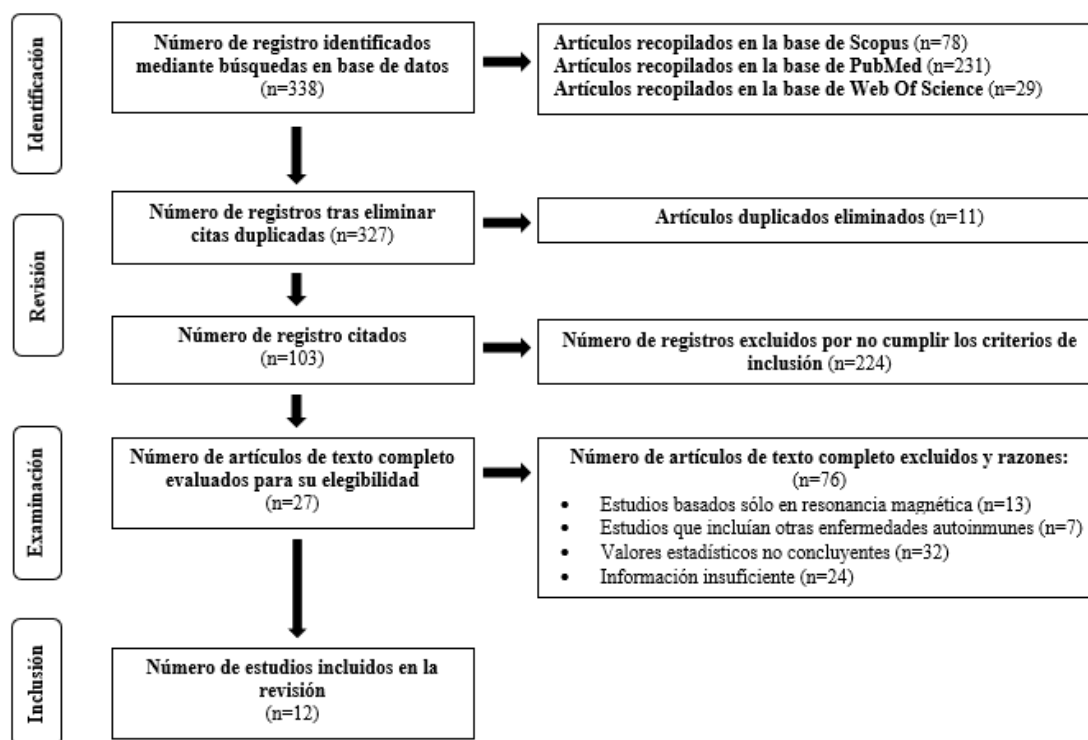 Identificación
Número de registro identificados
mediante búsquedas en base de datos
(n=338)
Artículos recopilados en la base de Scopus (n=78)
Artículos recopilados en la base de PubMed (n=231)
Artículos recopilados en la base de Web Of Science (n=29)
Revisión
Número de registros tras eliminar
citas duplicadas (n=327)
Artículos duplicados eliminados (n=11)
Número de registro citados
(n=103)
Número de registros excluidos por no cumplir los criterios de
inclusión (n=224)
Examinación
Número de artículos de texto completo
evaluados para su elegibilidad
(n=27)
Número de artículos de texto completo excluidos y razones:
(n=76)
• Estudios basados sólo en resonancia magnética (n=13)
• Estudios que incluían otras enfermedades autoinmunes (n=7)
• Valores estadísticos no concluyentes (n=32)
• Información insuficiente (n=24)
Inclusión
Número de estudios incluidos en la
revisión
(n=12)